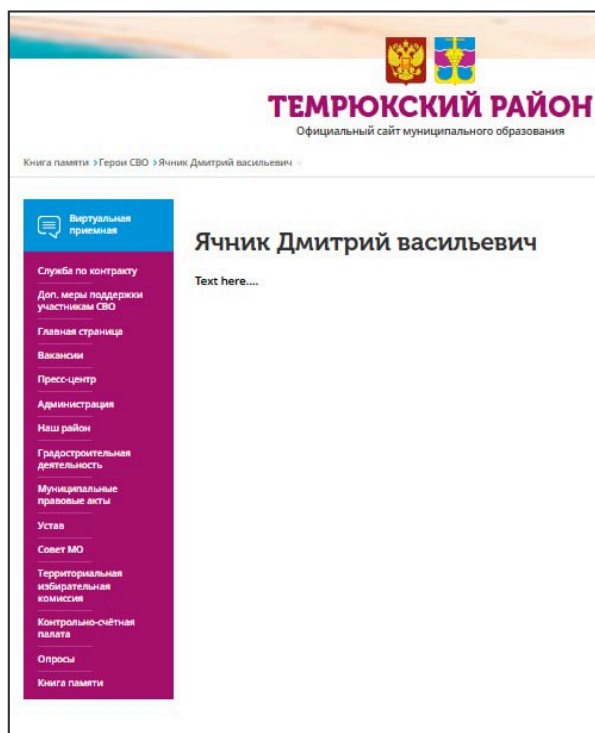 ТЕМРЮКСКИЙ РАЙОН
Официальный сайт муниципального образования
Книга памяти > Герои СВО > Ячник Дмитрий васильевич
Виртуальная
приемная
Служба по контракту
Доп. меры поддержки
участникам СВО
Главная страница
Вакансии
Пресс-центр
Администрация
Наш район
Градостроительная
деятельность
Муниципальные
правовые акты
Устав
Совет МО
Территориальная
избирательная
комиссия
Контрольно-счётная
палата
Опросы
Книга памяти
Ячник Дмитрий васильевич
Text here....